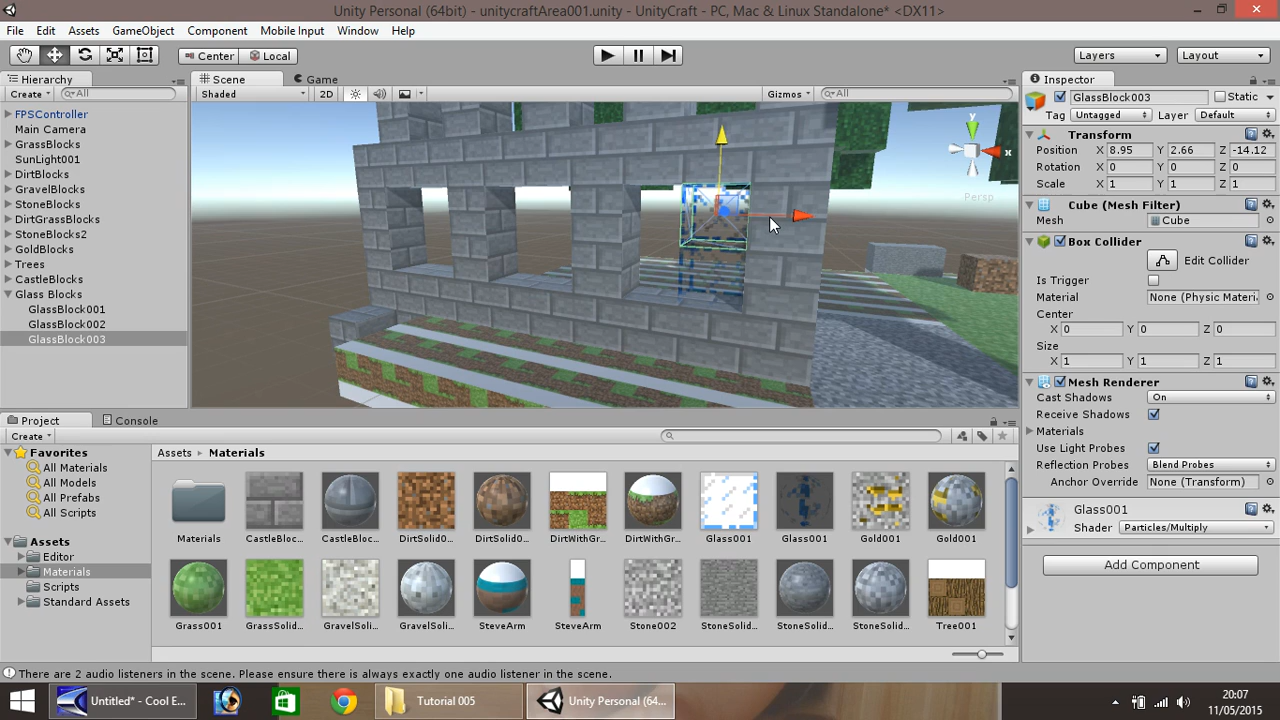 Unity Personal (64bit) - unitycraftArea001.unity - UnityCraft - PC, Mac & Linux Standalone* <DX11>
File Edit Assets GameObject Component Mobile Input Window Help
Center Local Layers Layout
Hierarchy
Create All
FPSController
Main Camera
GrassBlocks
SunLight001
DirtBlocks
GravelBlocks
StoneBlocks
DirtGrassBlocks
StoneBlocks2
GoldBlocks
Trees
CastleBlocks
Glass Blocks
GlassBlock001
GlassBlock002
GlassBlock003
Scene Game
Shaded 2D Gizmos All
y
x
Persp
Inspector
GlassBlock003 Static
Tag Untagged Layer Default
Transform
Position X 8.95 Y 2.66 Z -14.12
Rotation X 0 Y 0 Z 0
Scale X 1 Y 1 Z 1
Cube (Mesh Filter)
Mesh Cube
Box Collider
Edit Collider
Is Trigger
Material None (Physic Materi
Center
X 0 Y 0 Z 0
Size
X 1 Y 1 Z 1
Mesh Renderer
Cast Shadows On
Receive Shadows
Materials
Use Light Probes
Reflection Probes Blend Probes
Anchor Override None (Transform)
Glass001
Shader Particles/Multiply
Add Component
Project Console
Create
Favorites
All Materials
All Models
All Prefabs
All Scripts
Assets
Editor
Materials
Scripts
Standard Assets
Assets Materials
Materials CastleBloc... CastleBloc... DirtSolid0... DirtSolid0... DirtWithGr... DirtWithGr... Glass001 Glass001 Gold001 Gold001
Grass001 GrassSolid... GravelSoli... GravelSoli... SteveArm SteveArm Stone002 StoneSolid... StoneSolid... StoneSolid... Tree001
There are 2 audio listeners in the scene. Please ensure there is always exactly one audio listener in the scene.
Untitled* - Cool E... Tutorial 005 Unity Personal (64...
20:07
11/05/2015